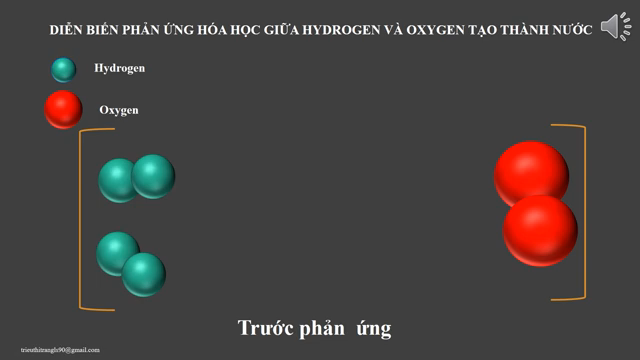 DIỄN BIẾN PHẢN ỨNG HÓA HỌC GIỮA HYDROGEN VÀ OXYGEN TẠO THÀNH NƯỚC
Hydrogen
Oxygen
Trước phản ứng
trieuthitrangls90@gmail.com